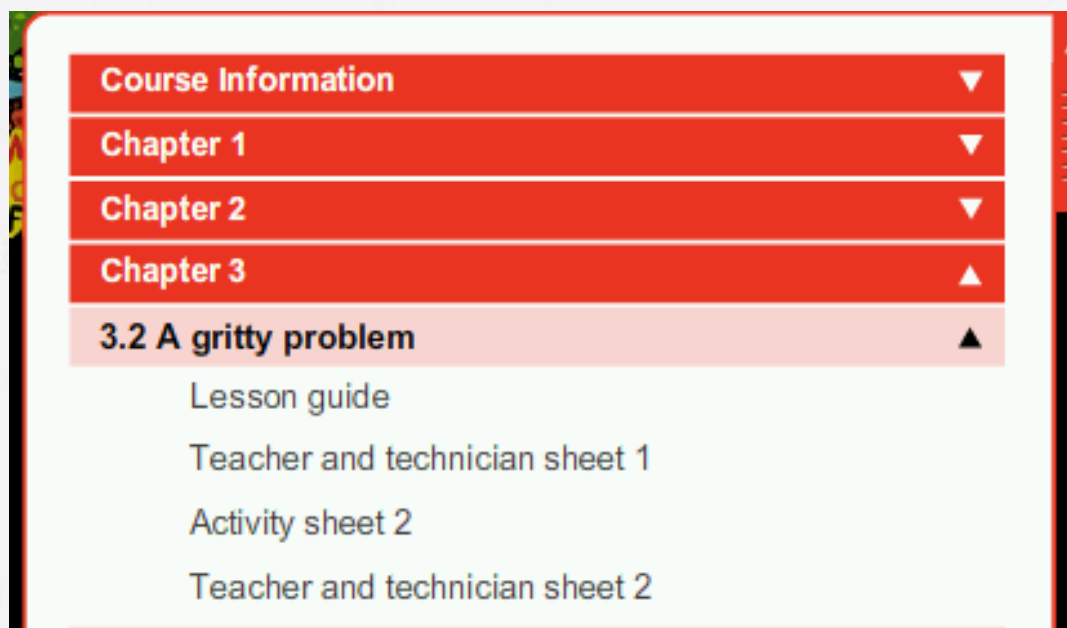 Course Information
Chapter 1
Chapter 2
Chapter 3
3.2 A gritty problem
Lesson guide
Teacher and technician sheet 1
Activity sheet 2
Teacher and technician sheet 2